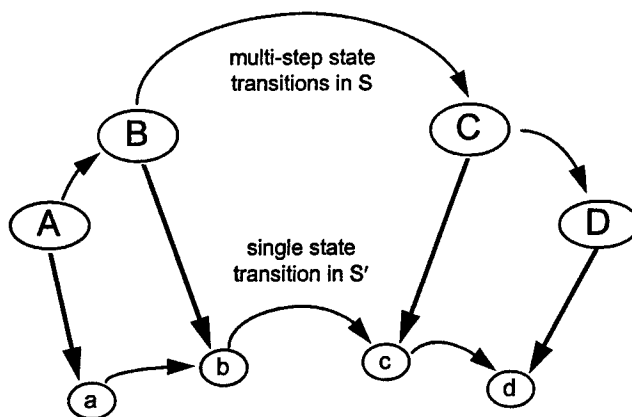 multi-step state
transitions in S
B
C
A
D
single state
transition in S′
b
c
a
d